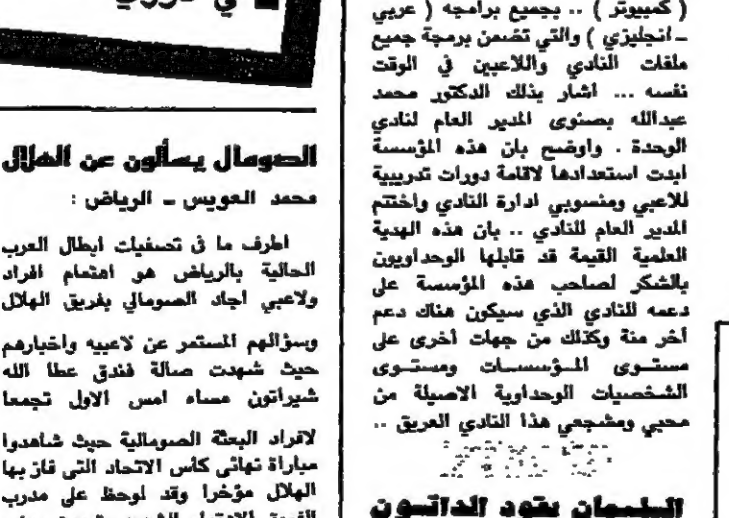 في الدوري
الصومال يسألون عن الهلال
محمد العويس ـ الرياض :
اطرف ما في تصفيات ابطال العرب
الحالية بالرياض هو اهتمام افراد
ولاعبي اجاد الصومالي بفريق الهلال
وسؤالهم المستمر عن لاعبيه واخبارهم
حيث شهدت صالة فندق عطا الله
شيراتون مساء امس الاول تجمعا
لافراد البعثة الصومالية حيث شاهدوا
مباراة نهائي كأس الاتحاد التي فاز بها
الهلال مؤخرا وقد لوحظ على مدرب
( كمبيوتر ) .. بجميع برامجه ( عربي
ـ انجليزي ) والتي تضمن برمجة جميع
ملفات النادي واللاعبين في الوقت
نفسه ... اشار بذلك الدكتور محمد
عبدالله بصنوى المدير العام لنادي
الوحدة . واوضح بان هذه المؤسسة
ابدت استعدادها لاقامة دورات تدريبية
للاعبي ومنسوبي ادارة النادي واختتم
المدير العام للنادي .. بان هذه الهدية
العلمية القيمة قد قابلها الوحداويون
بالشكر لصاحب هذه المؤسسة على
دعمه للنادي الذي سيكون هناك دعم
آخر منة وكذلك من جهات أخرى على
مستوى المؤسسات ومستوى
الشخصيات الوحداوية الاصيلة من
محبي ومشجعي هذا النادي العريق ..
السليمان يقود الداتسون